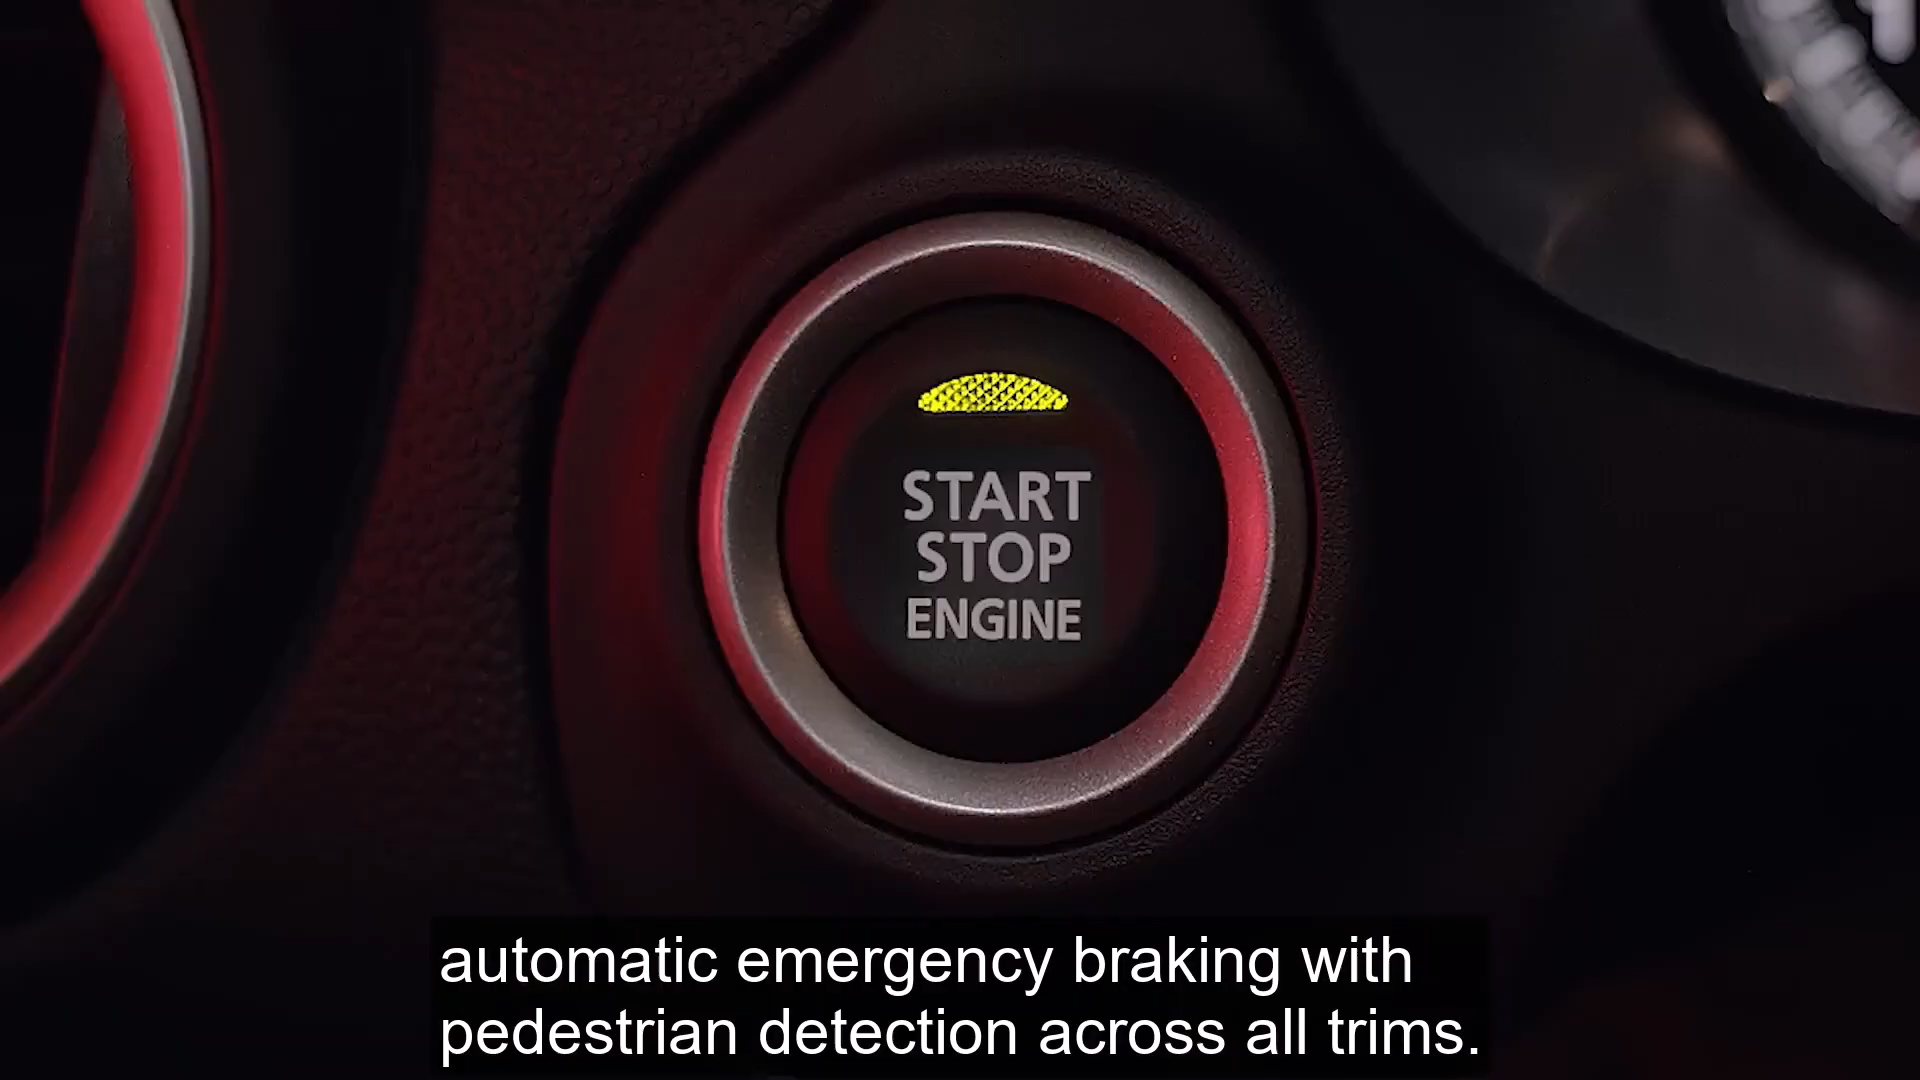 START
STOP
ENGINE
automatic emergency braking with
pedestrian detection across all trims.